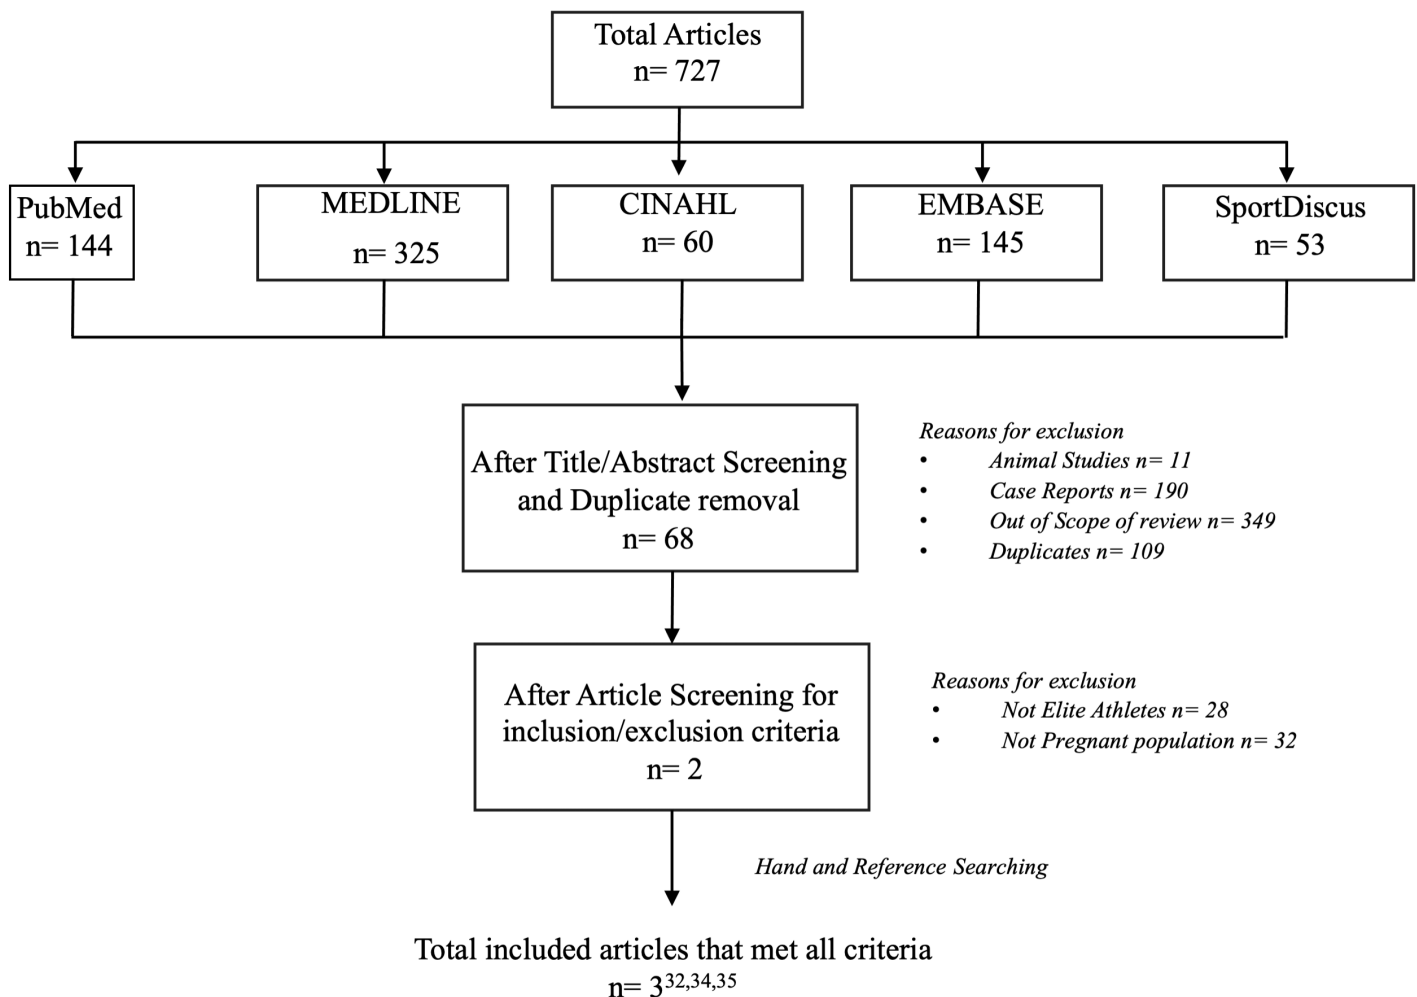 Total Articles
n= 727
PubMed
n= 144
MEDLINE
n= 325
CINAHL
n= 60
EMBASE
n= 145
SportDiscus
n= 53
After Title/Abstract Screening
and Duplicate removal
n= 68
Reasons for exclusion
• Animal Studies n= 11
• Case Reports n= 190
• Out of Scope of review n= 349
• Duplicates n= 109
After Article Screening for
inclusion/exclusion criteria
n= 2
Reasons for exclusion
• Not Elite Athletes n= 28
• Not Pregnant population n= 32
Hand and Reference Searching
Total included articles that met all criteria
n= 3³²,³⁴,³⁵